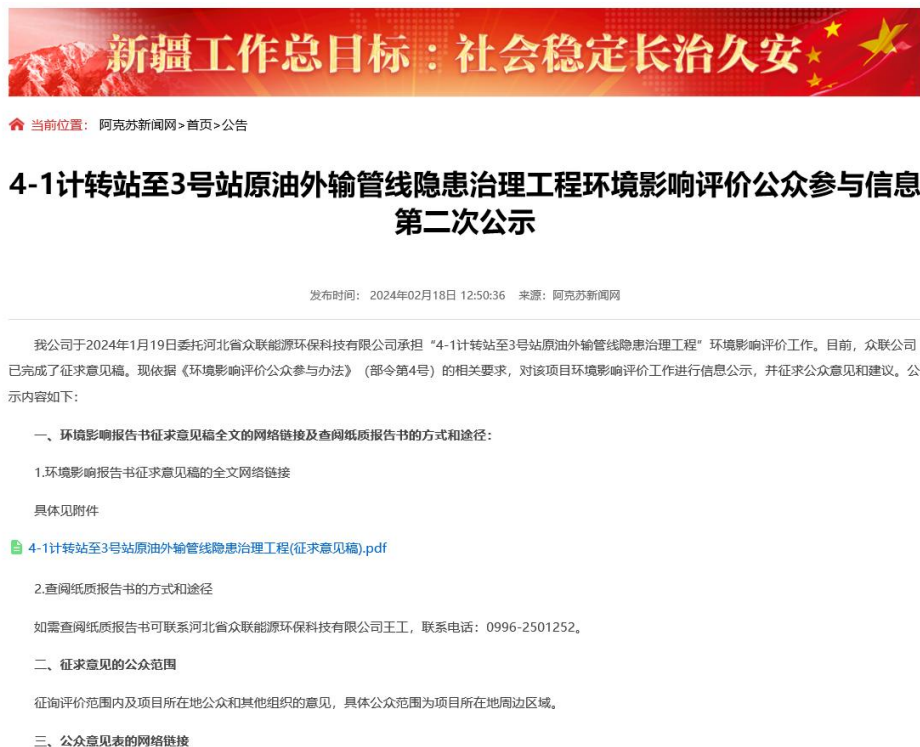 新疆工作总目标：社会稳定长治久安
当前位置： 阿克苏新闻网>首页>公告
4-1计转站至3号站原油外输管线隐患治理工程环境影响评价公众参与信息
第二次公示
发布时间： 2024年02月18日 12:50:36 来源：阿克苏新闻网
我公司于2024年1月19日委托河北省众联能源环保科技有限公司承担“4-1计转站至3号站原油外输管线隐患治理工程”环境影响评价工作。目前，众联公司
已完成了征求意见稿。现依据《环境影响评价公众参与办法》（部令第4号）的相关要求，对该项目环境影响评价工作进行信息公示，并征求公众意见和建议。公
示内容如下：
一、环境影响报告书征求意见稿全文的网络链接及查阅纸质报告书的方式和途径：
1.环境影响报告书征求意见稿的全文网络链接
具体见附件
4-1计转站至3号站原油外输管线隐患治理工程(征求意见稿).pdf
2.查阅纸质报告书的方式和途径
如需查阅纸质报告书可联系河北省众联能源环保科技有限公司王工，联系电话：0996-2501252。
二、征求意见的公众范围
征询评价范围内及项目所在地公众和其他组织的意见，具体公众范围为项目所在地周边区域。
三、公众意见表的网络链接